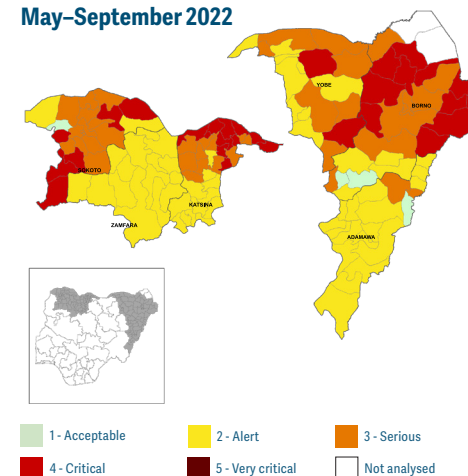 May–September 2022
YOBE
BORNO
SOKOTO
KATSINA
ZAMFARA
ADAMAWA
1 - Acceptable
2 - Alert
3 - Serious
4 - Critical
5 - Very critical
Not analysed